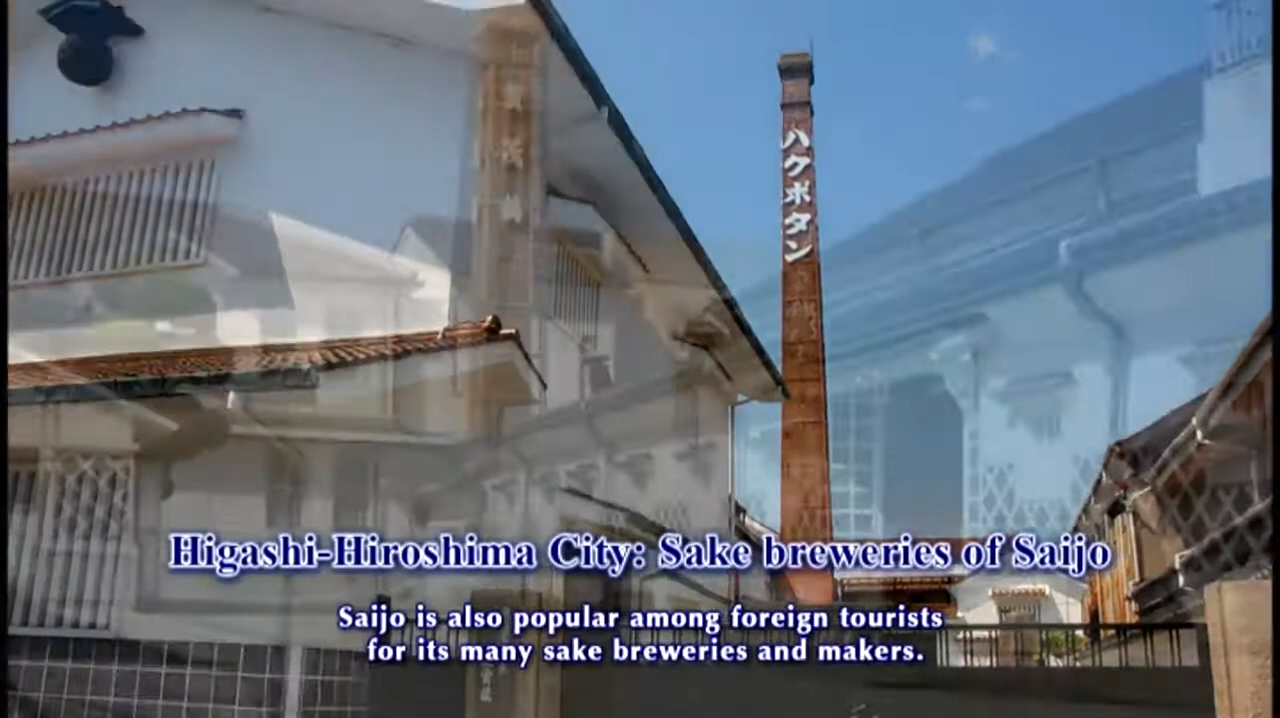 ハクボタン
Higashi-Hiroshima City: Sake breweries of Saijo
Saijo is also popular among foreign tourists
for its many sake breweries and makers.